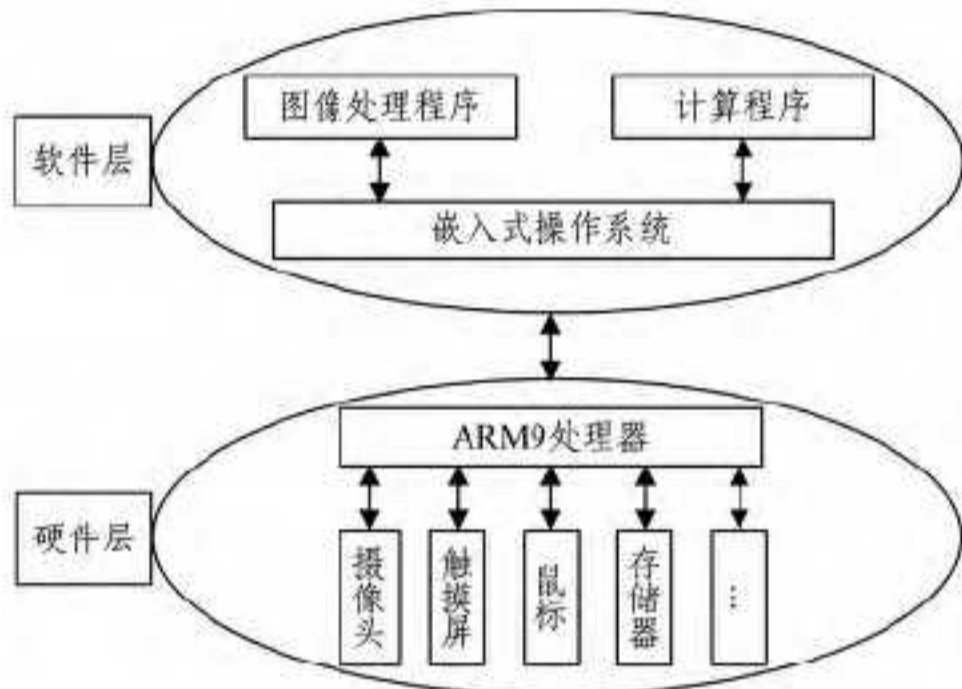 图像处理程序
计算程序
软件层
嵌入式操作系统
ARM9处理器
硬件层
摄像头
触摸屏
鼠标
存储器
…